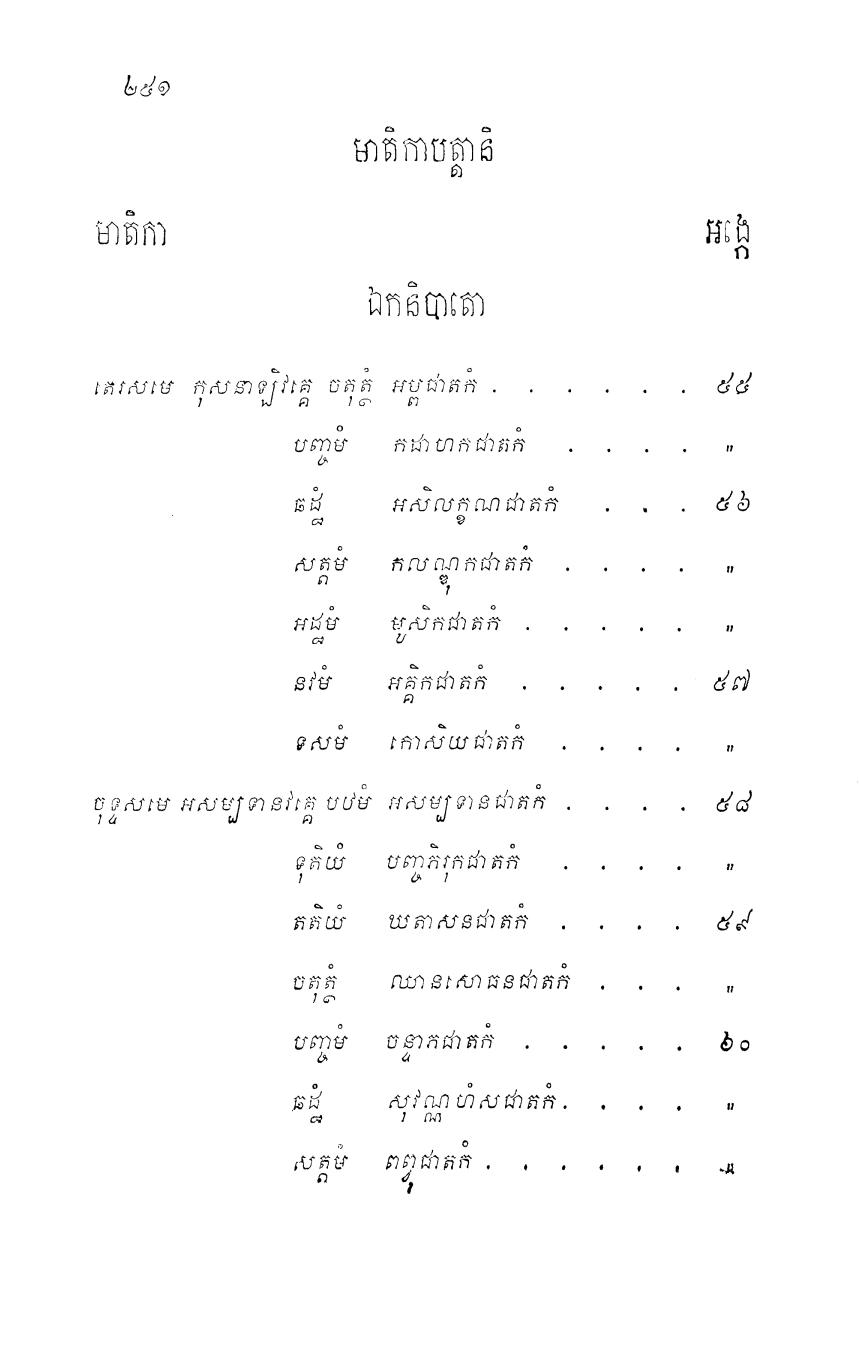 ២៥១
មាតិកាបត្តានិ
មាតិកា អង្កេ
ឯកនិបាតោ
តេរសមេ កុសនាឡិវគ្គេ ចតុត្ថំ អម្ពជាតកំ . . . . . . ៥៥
បញ្ចមំ កដាហកជាតកំ . . . . "
ឆដ្ឋំ អសិលក្ខណជាតកំ . . . ៥៦
សត្តមំ កលណ្ឌុកជាតកំ . . . . "
អដ្ឋមំ មូសិកជាតកំ . . . . . "
នវមំ អគ្គិកជាតកំ . . . . . ៥៧
ទសមំ កោសិយជាតកំ . . . . "
ចុទ្ទសមេ អសម្បទានវគ្គេ បឋមំ អសម្បទានជាតកំ . . . . ៥៨
ទុតិយំ បញ្ចភិរុកជាតកំ . . . . "
តតិយំ ឃតាសនជាតកំ . . . . ៥៩
ចតុត្ថំ ឈានសោធនជាតកំ . . . "
បញ្ចមំ ចន្ទាភជាតកំ . . . . . ៦០
ឆដ្ឋំ សុវណ្ណហំសជាតកំ . . . . "
សត្តមំ ពព្វុជាតកំ . . . . . . "